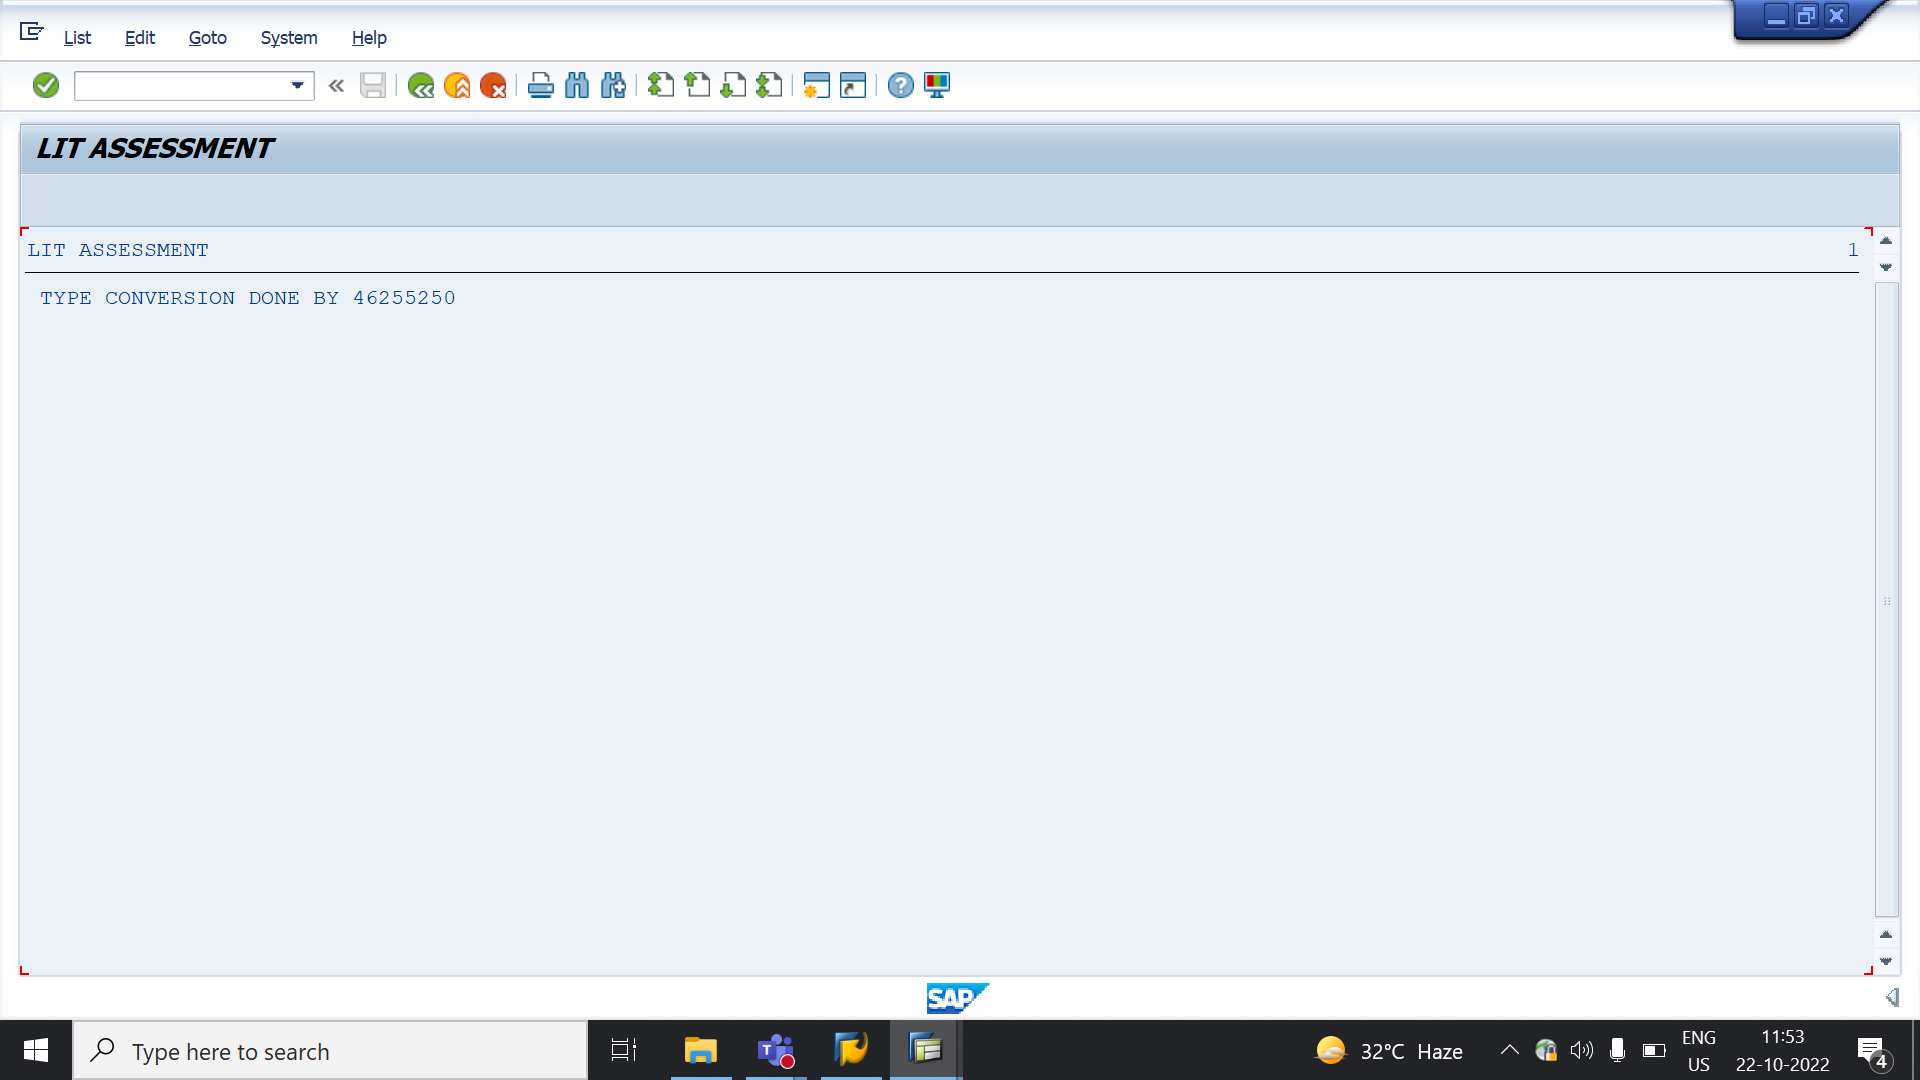 List Edit Goto System Help
LIT ASSESSMENT
LIT ASSESSMENT 1
TYPE CONVERSION DONE BY 46255250
SAP
Type here to search
32°C Haze
ENG
US
11:53
22-10-2022
4